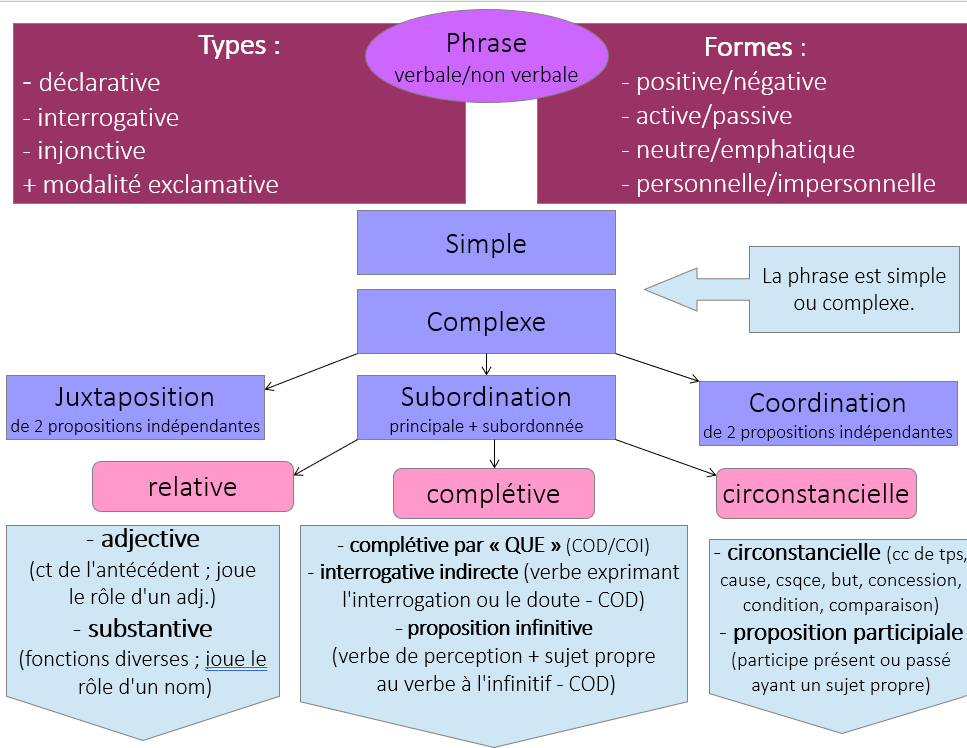 Phrase
verbale/non verbale
Types :
- déclarative
- interrogative
- injonctive
+ modalité exclamative
Formes :
- positive/négative
- active/passive
- neutre/emphatique
- personnelle/impersonnelle
Simple
La phrase est simple
ou complexe.
Complexe
Juxtaposition
de 2 propositions indépendantes
Subordination
principale + subordonnée
Coordination
de 2 propositions indépendantes
relative
complétive
circonstancielle
- adjective
(ct de l'antécédent ; joue
le rôle d'un adj.)
- substantive
(fonctions diverses ; joue le
rôle d'un nom)
- complétive par « QUE » (COD/COI)
- interrogative indirecte (verbe exprimant
l'interrogation ou le doute - COD)
- proposition infinitive
(verbe de perception + sujet propre
au verbe à l'infinitif - COD)
- circonstancielle (cc de tps,
cause, csqce, but, concession,
condition, comparaison)
- proposition participiale
(participe présent ou passé
ayant un sujet propre)